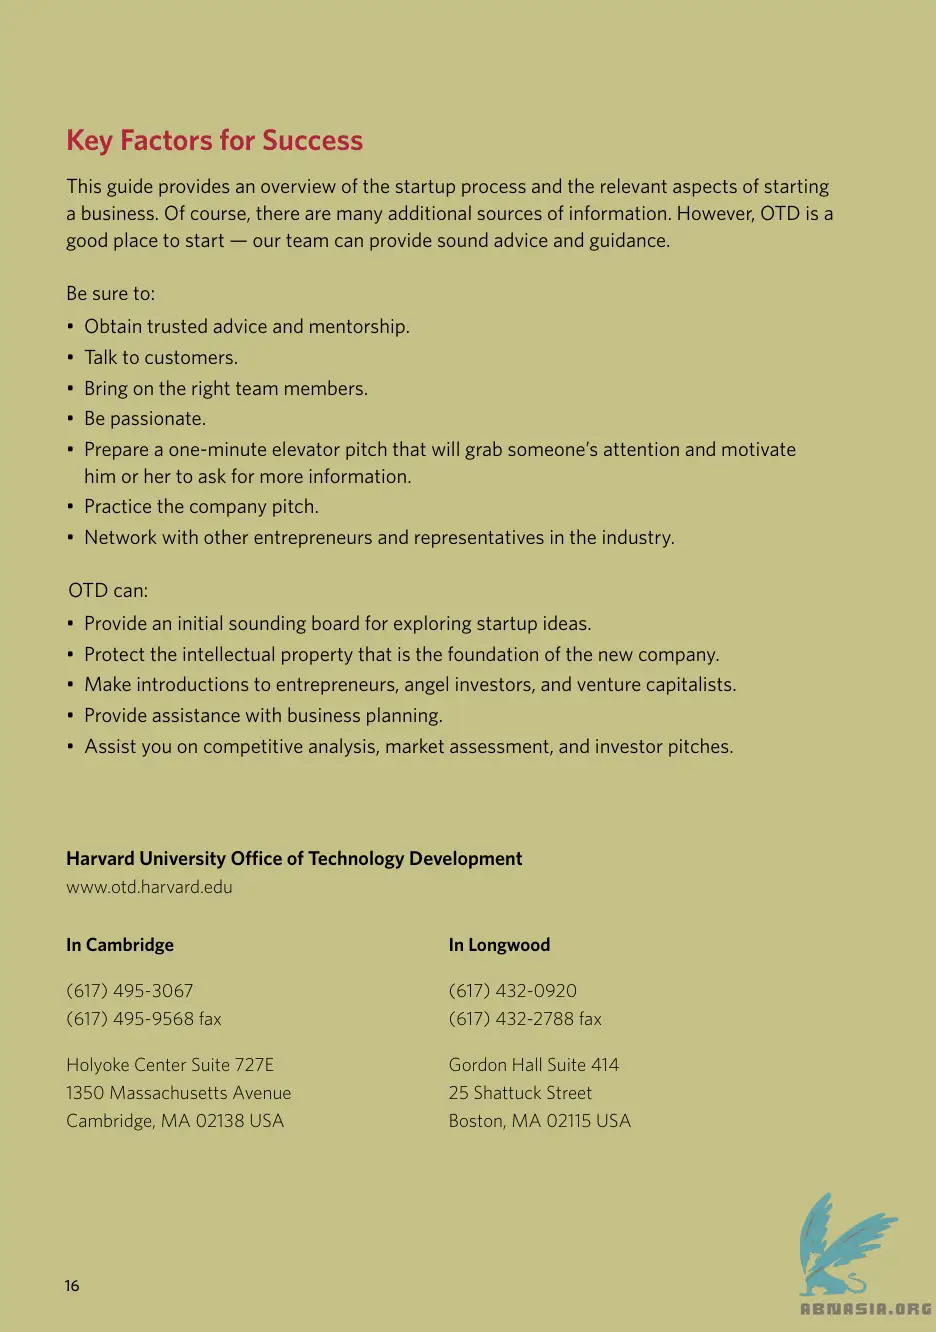 Key Factors for Success
This guide provides an overview of the startup process and the relevant aspects of starting
a business. Of course, there are many additional sources of information. However, OTD is a
good place to start — our team can provide sound advice and guidance.
Be sure to:
• Obtain trusted advice and mentorship.
• Talk to customers.
• Bring on the right team members.
• Be passionate.
• Prepare a one-minute elevator pitch that will grab someone’s attention and motivate
him or her to ask for more information.
• Practice the company pitch.
• Network with other entrepreneurs and representatives in the industry.
OTD can:
• Provide an initial sounding board for exploring startup ideas.
• Protect the intellectual property that is the foundation of the new company.
• Make introductions to entrepreneurs, angel investors, and venture capitalists.
• Provide assistance with business planning.
• Assist you on competitive analysis, market assessment, and investor pitches.
Harvard University Office of Technology Development
www.otd.harvard.edu
In Cambridge
(617) 495-3067
(617) 495-9568 fax
Holyoke Center Suite 727E
1350 Massachusetts Avenue
Cambridge, MA 02138 USA
In Longwood
(617) 432-0920
(617) 432-2788 fax
Gordon Hall Suite 414
25 Shattuck Street
Boston, MA 02115 USA
16
ABMASIA.ORG